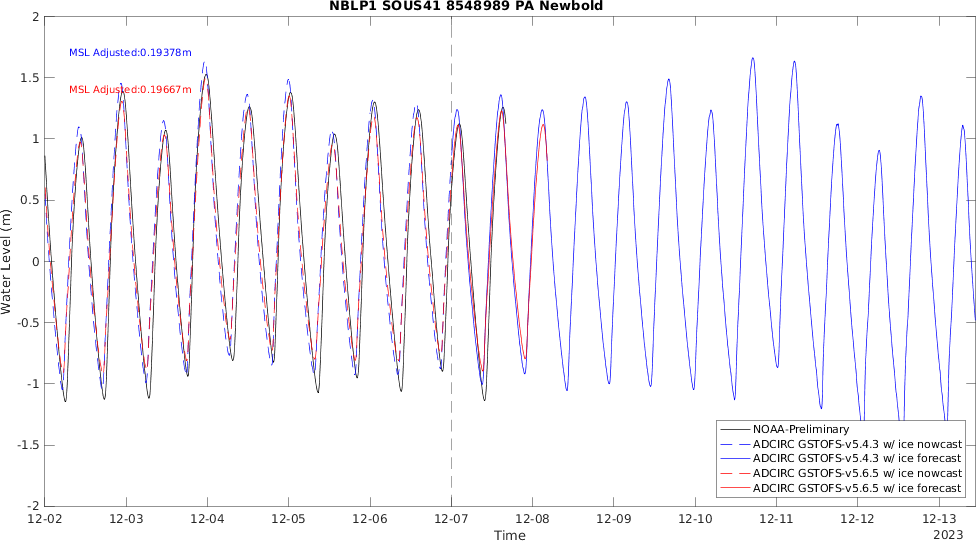 NBLP1 SOUS41 8548989 PA Newbold
MSL Adjusted:0.19378m
MSL Adjusted:0.19667m
Water Level (m)
2
1.5
1
0.5
0
-0.5
-1
-1.5
-2
NOAA-Preliminary
ADCIRC GSTOFS-v5.4.3 w/ ice nowcast
ADCIRC GSTOFS-v5.4.3 w/ ice forecast
ADCIRC GSTOFS-v5.6.5 w/ ice nowcast
ADCIRC GSTOFS-v5.6.5 w/ ice forecast
12-02 12-03 12-04 12-05 12-06 12-07 12-08 12-09 12-10 12-11 12-12 12-13
Time
2023